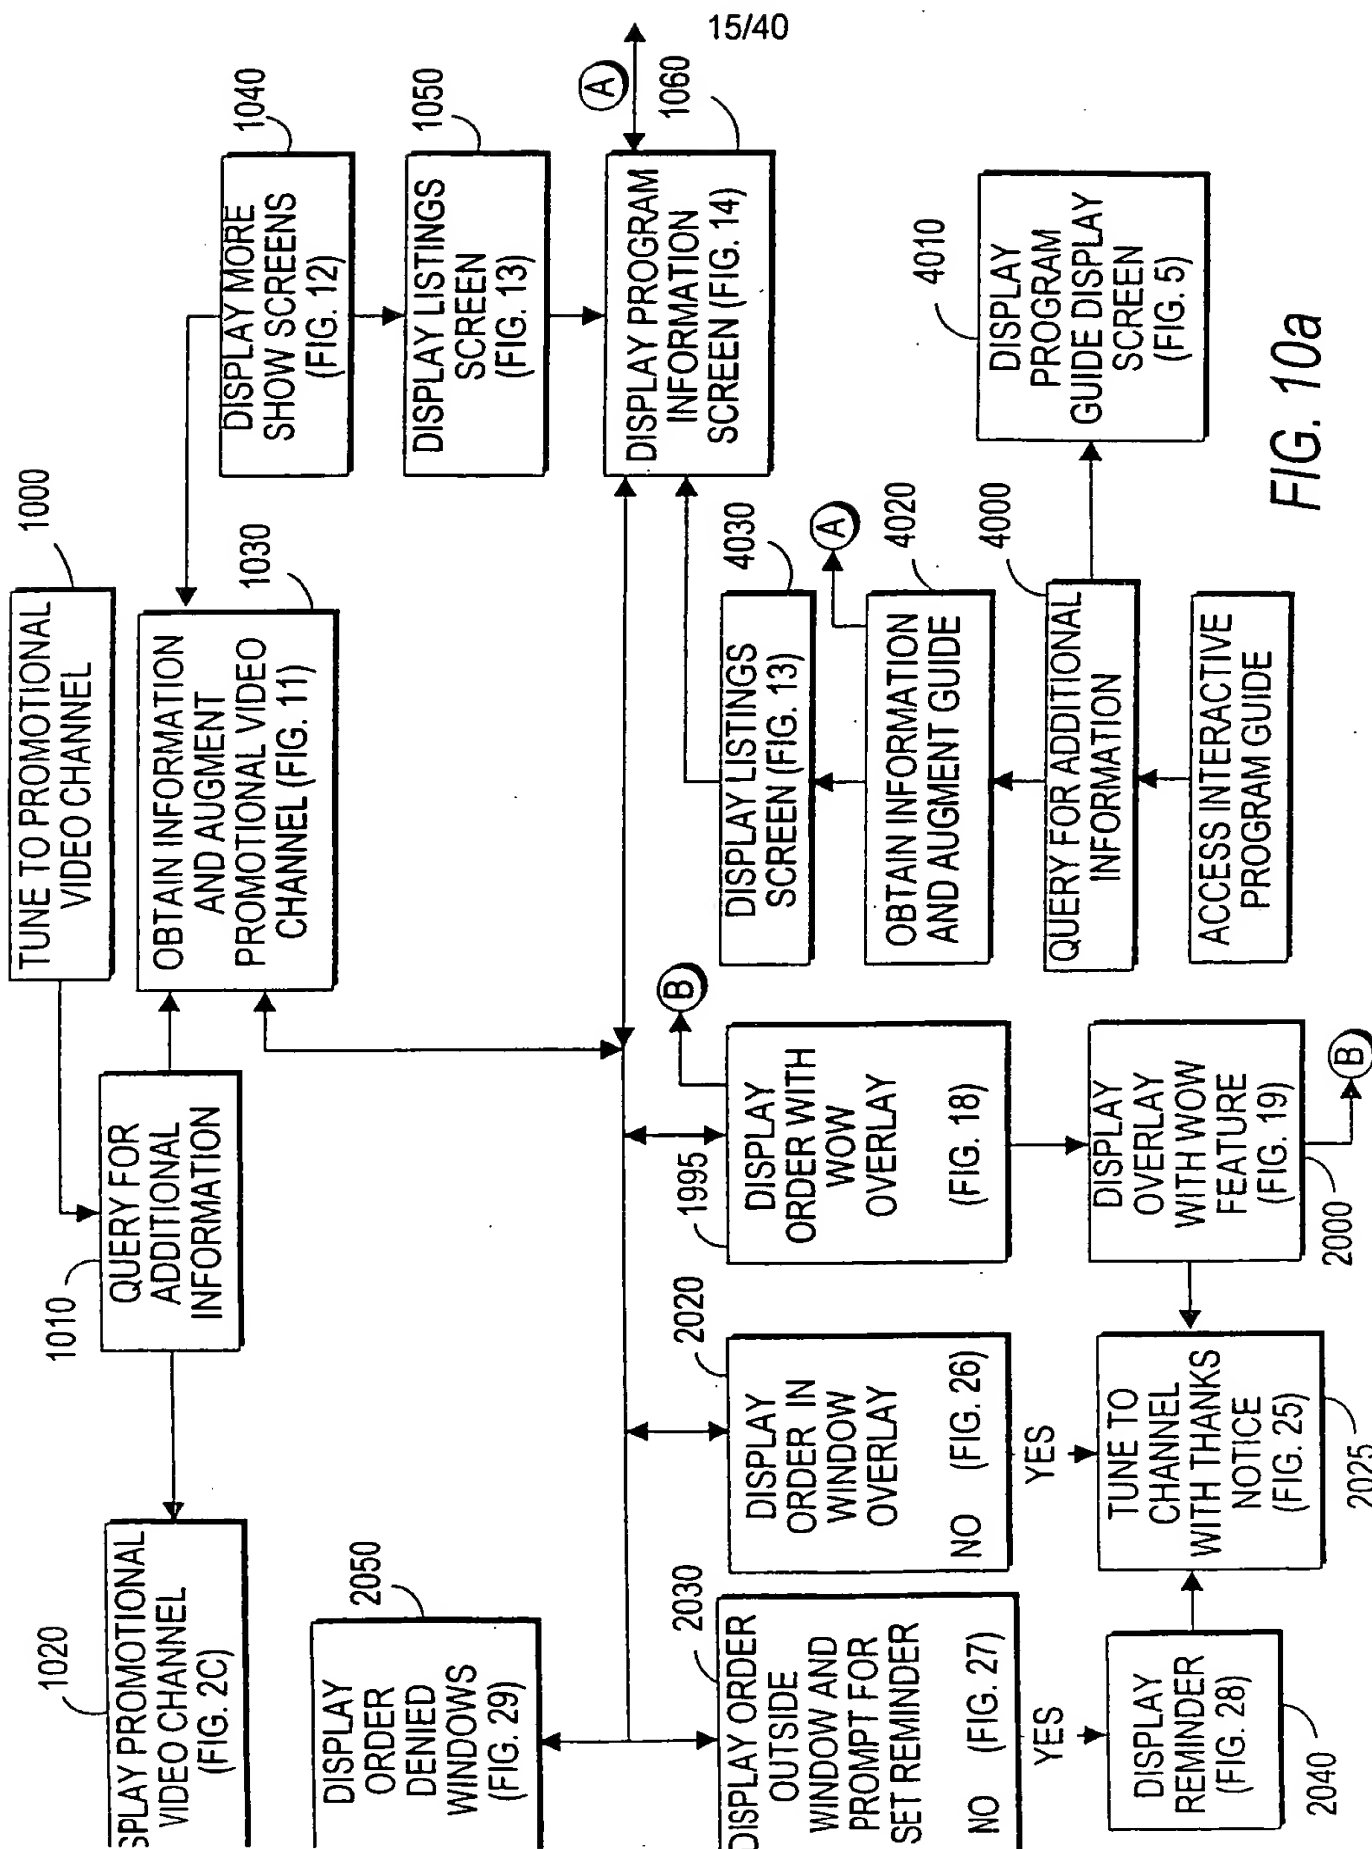 15/40
1000
TUNE TO PROMOTIONAL
VIDEO CHANNEL
1010
QUERY FOR
ADDITIONAL
INFORMATION
1020
PROMOTIONAL
VIDEO CHANNEL
(FIG. 2C)
1030
OBTAIN INFORMATION
AND AUGMENT
PROMOTIONAL VIDEO
CHANNEL (FIG. 11)
1040
DISPLAY MORE
SHOW SCREENS
(FIG. 12)
1050
DISPLAY LISTINGS
SCREEN
(FIG. 13)
A
1060
DISPLAY PROGRAM
INFORMATION
SCREEN (FIG. 14)
2050
DISPLAY
ORDER
DENIED
WINDOWS
(FIG. 29)
2030
DISPLAY ORDER
OUTSIDE
WINDOW AND
PROMPT FOR
SET REMINDER
NO (FIG. 27)
YES
DISPLAY
REMINDER
(FIG. 28)
2040
2020
DISPLAY
ORDER IN
WINDOW
OVERLAY
NO (FIG. 26)
YES
TUNE TO
CHANNEL
WITH THANKS
NOTICE
(FIG. 25)
2025
B
1995
DISPLAY
ORDER WITH
WOW
OVERLAY
(FIG. 18)
DISPLAY
OVERLAY
WITH WOW
FEATURE
(FIG. 19)
2000
B
4030
DISPLAY LISTINGS
SCREEN (FIG. 13)
A
4020
OBTAIN INFORMATION
AND AUGMENT GUIDE
4000
QUERY FOR ADDITIONAL
INFORMATION
ACCESS INTERACTIVE
PROGRAM GUIDE
4010
DISPLAY
PROGRAM
GUIDE DISPLAY
SCREEN
(FIG. 5)
FIG. 10a